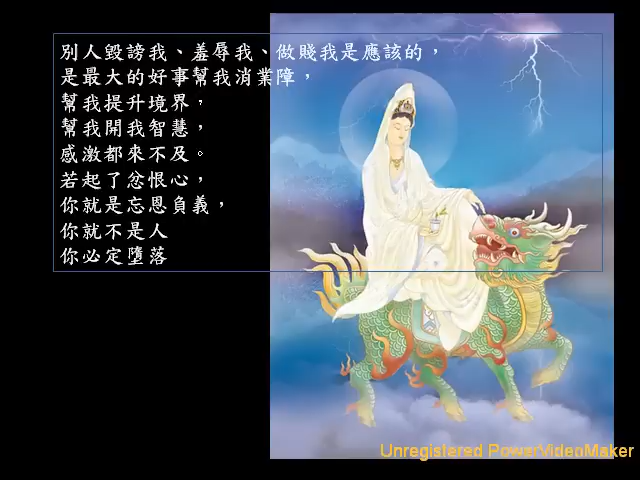 別人毀謗我、羞辱我、做賤我是應該的，
是最大的好事幫我消業障，
幫我提升境界，
幫我開我智慧，
感激都來不及。
若起了忿恨心，
你就是忘恩負義，
你就不是人
你必定墮落
Unregistered PowerVideoMaker